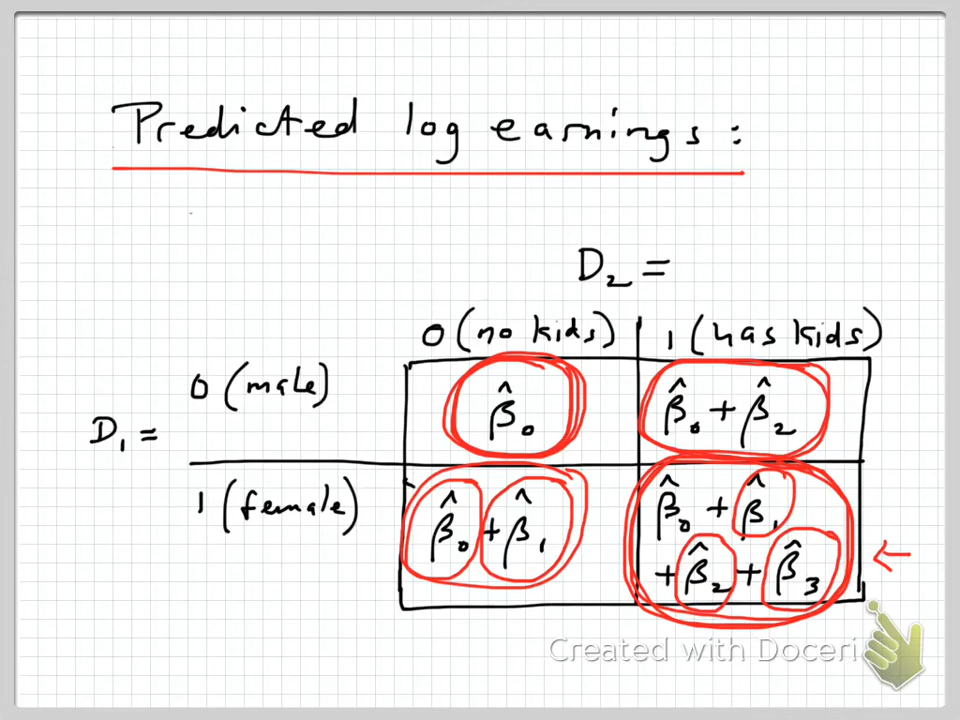 Predicted log earnings:
D₂ =
0 (no kids) 1 (has kids)
0 (male) β̂₀ β̂₀ + β̂₂
D₁ =
1 (female) β̂₀ + β̂₁ β̂₀ + β̂₁
+ β̂₂ + β̂₃
Created with Doceri